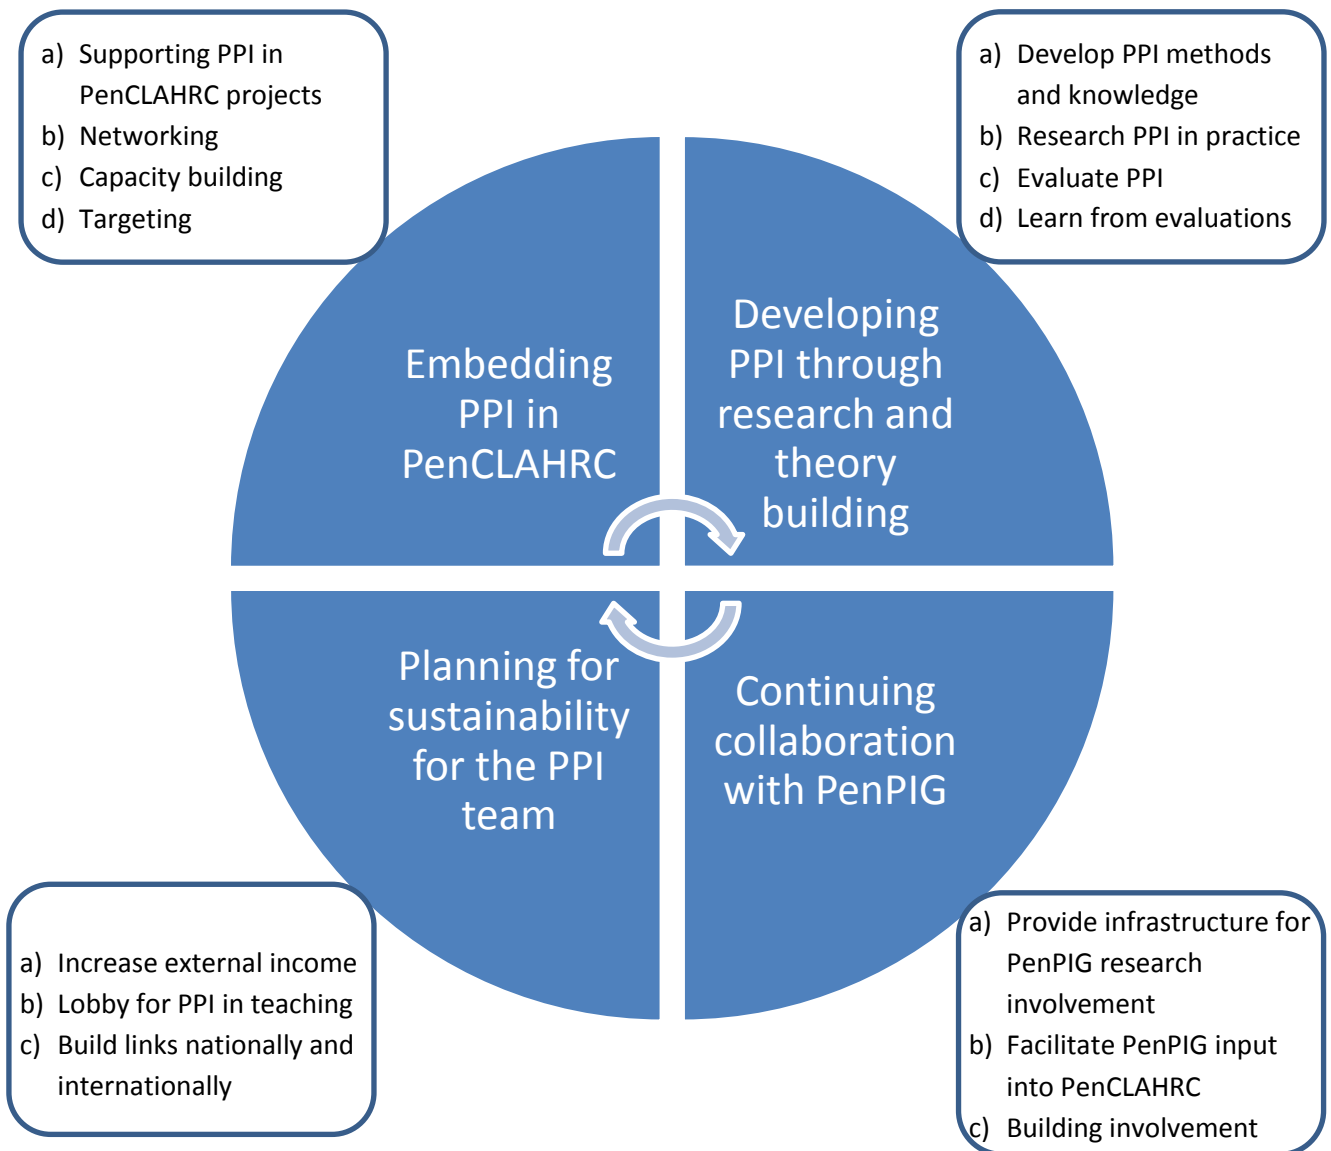 a) Supporting PPI in
PenCLAHRC projects
b) Networking
c) Capacity building
d) Targeting
a) Develop PPI methods
and knowledge
b) Research PPI in practice
c) Evaluate PPI
d) Learn from evaluations
Embedding
PPI in
PenCLAHRC
Developing
PPI through
research and
theory
building
Planning for
sustainability
for the PPI
team
Continuing
collaboration
with PenPIG
a) Increase external income
b) Lobby for PPI in teaching
c) Build links nationally and
internationally
a) Provide infrastructure for
PenPIG research
involvement
b) Facilitate PenPIG input
into PenCLAHRC
c) Building involvement